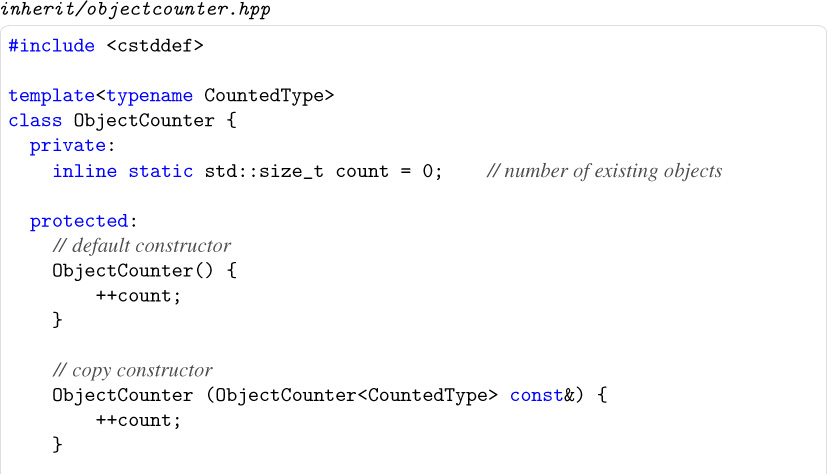 inherit/objectcounter.hpp
#include <cstddef>
template<typename CountedType>
class ObjectCounter {
private:
inline static std::size_t count = 0; // number of existing objects
protected:
// default constructor
ObjectCounter() {
++count;
}
// copy constructor
ObjectCounter (ObjectCounter<CountedType> const&) {
++count;
}